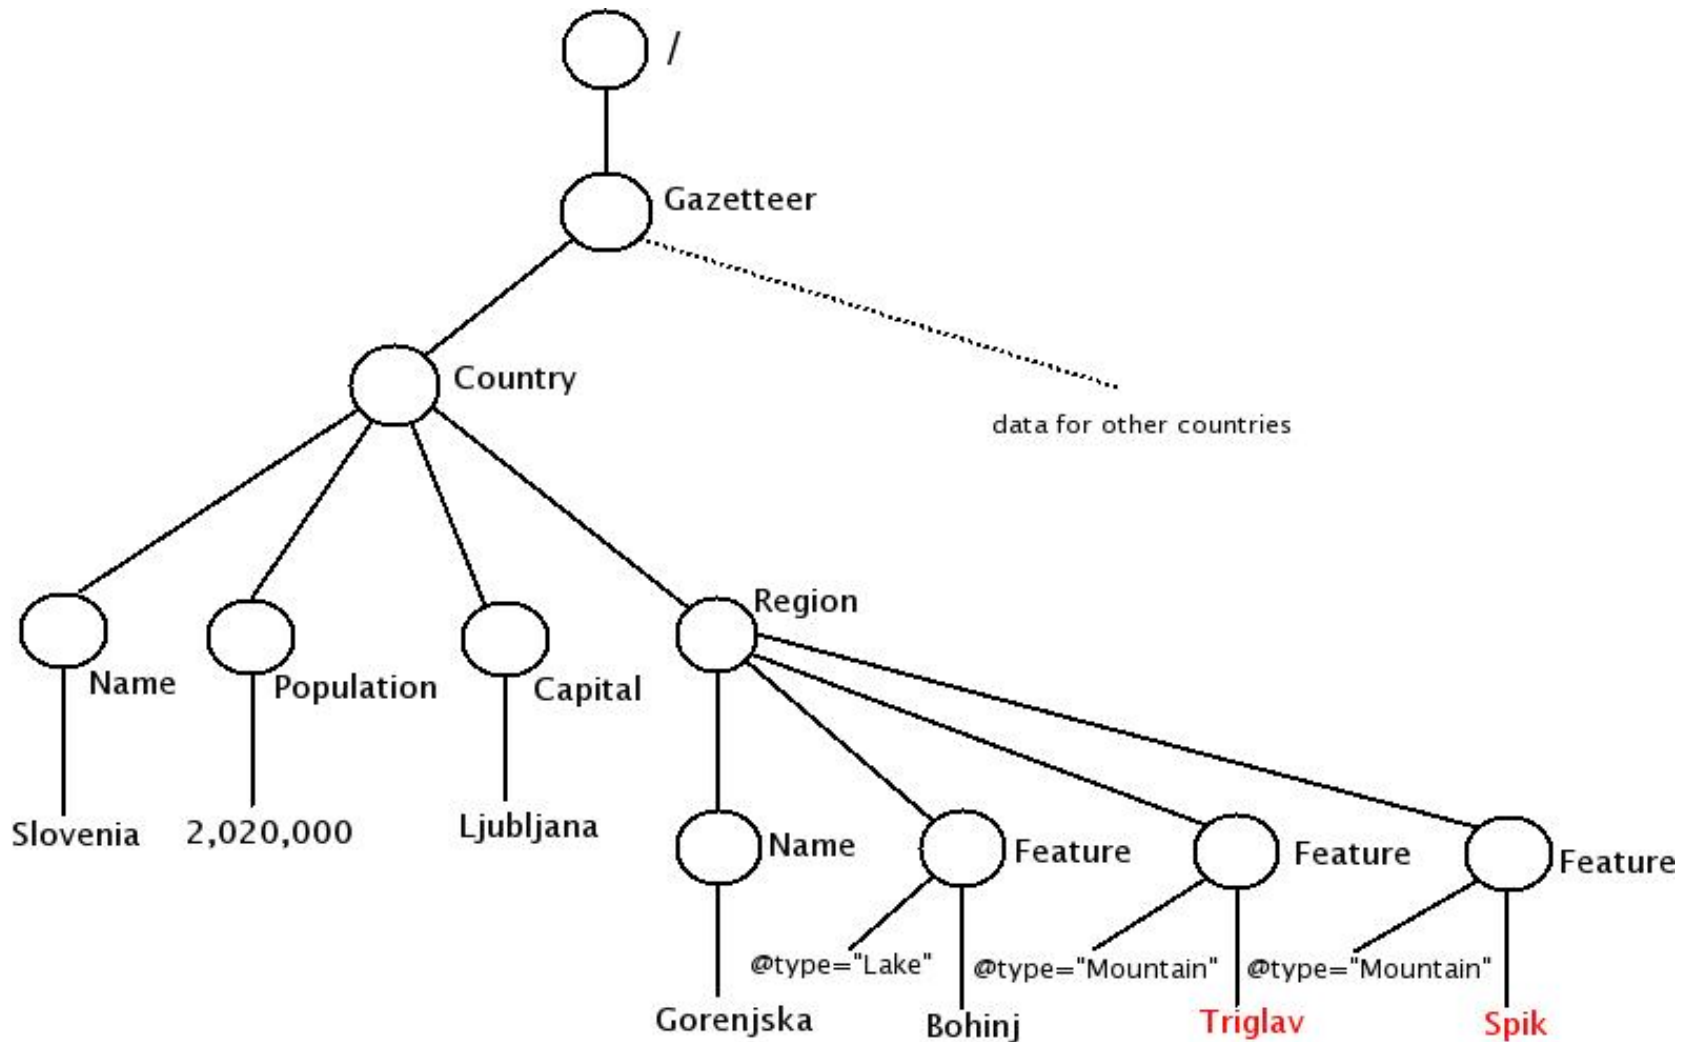 /
Gazetteer
Country
data for other countries
Region
Name
Population
Capital
Slovenia
2,020,000
Ljubljana
Name
Feature
Feature
Feature
@type="Lake"
@type="Mountain"
@type="Mountain"
Gorenjska
Bohinj
Triglav
Spik